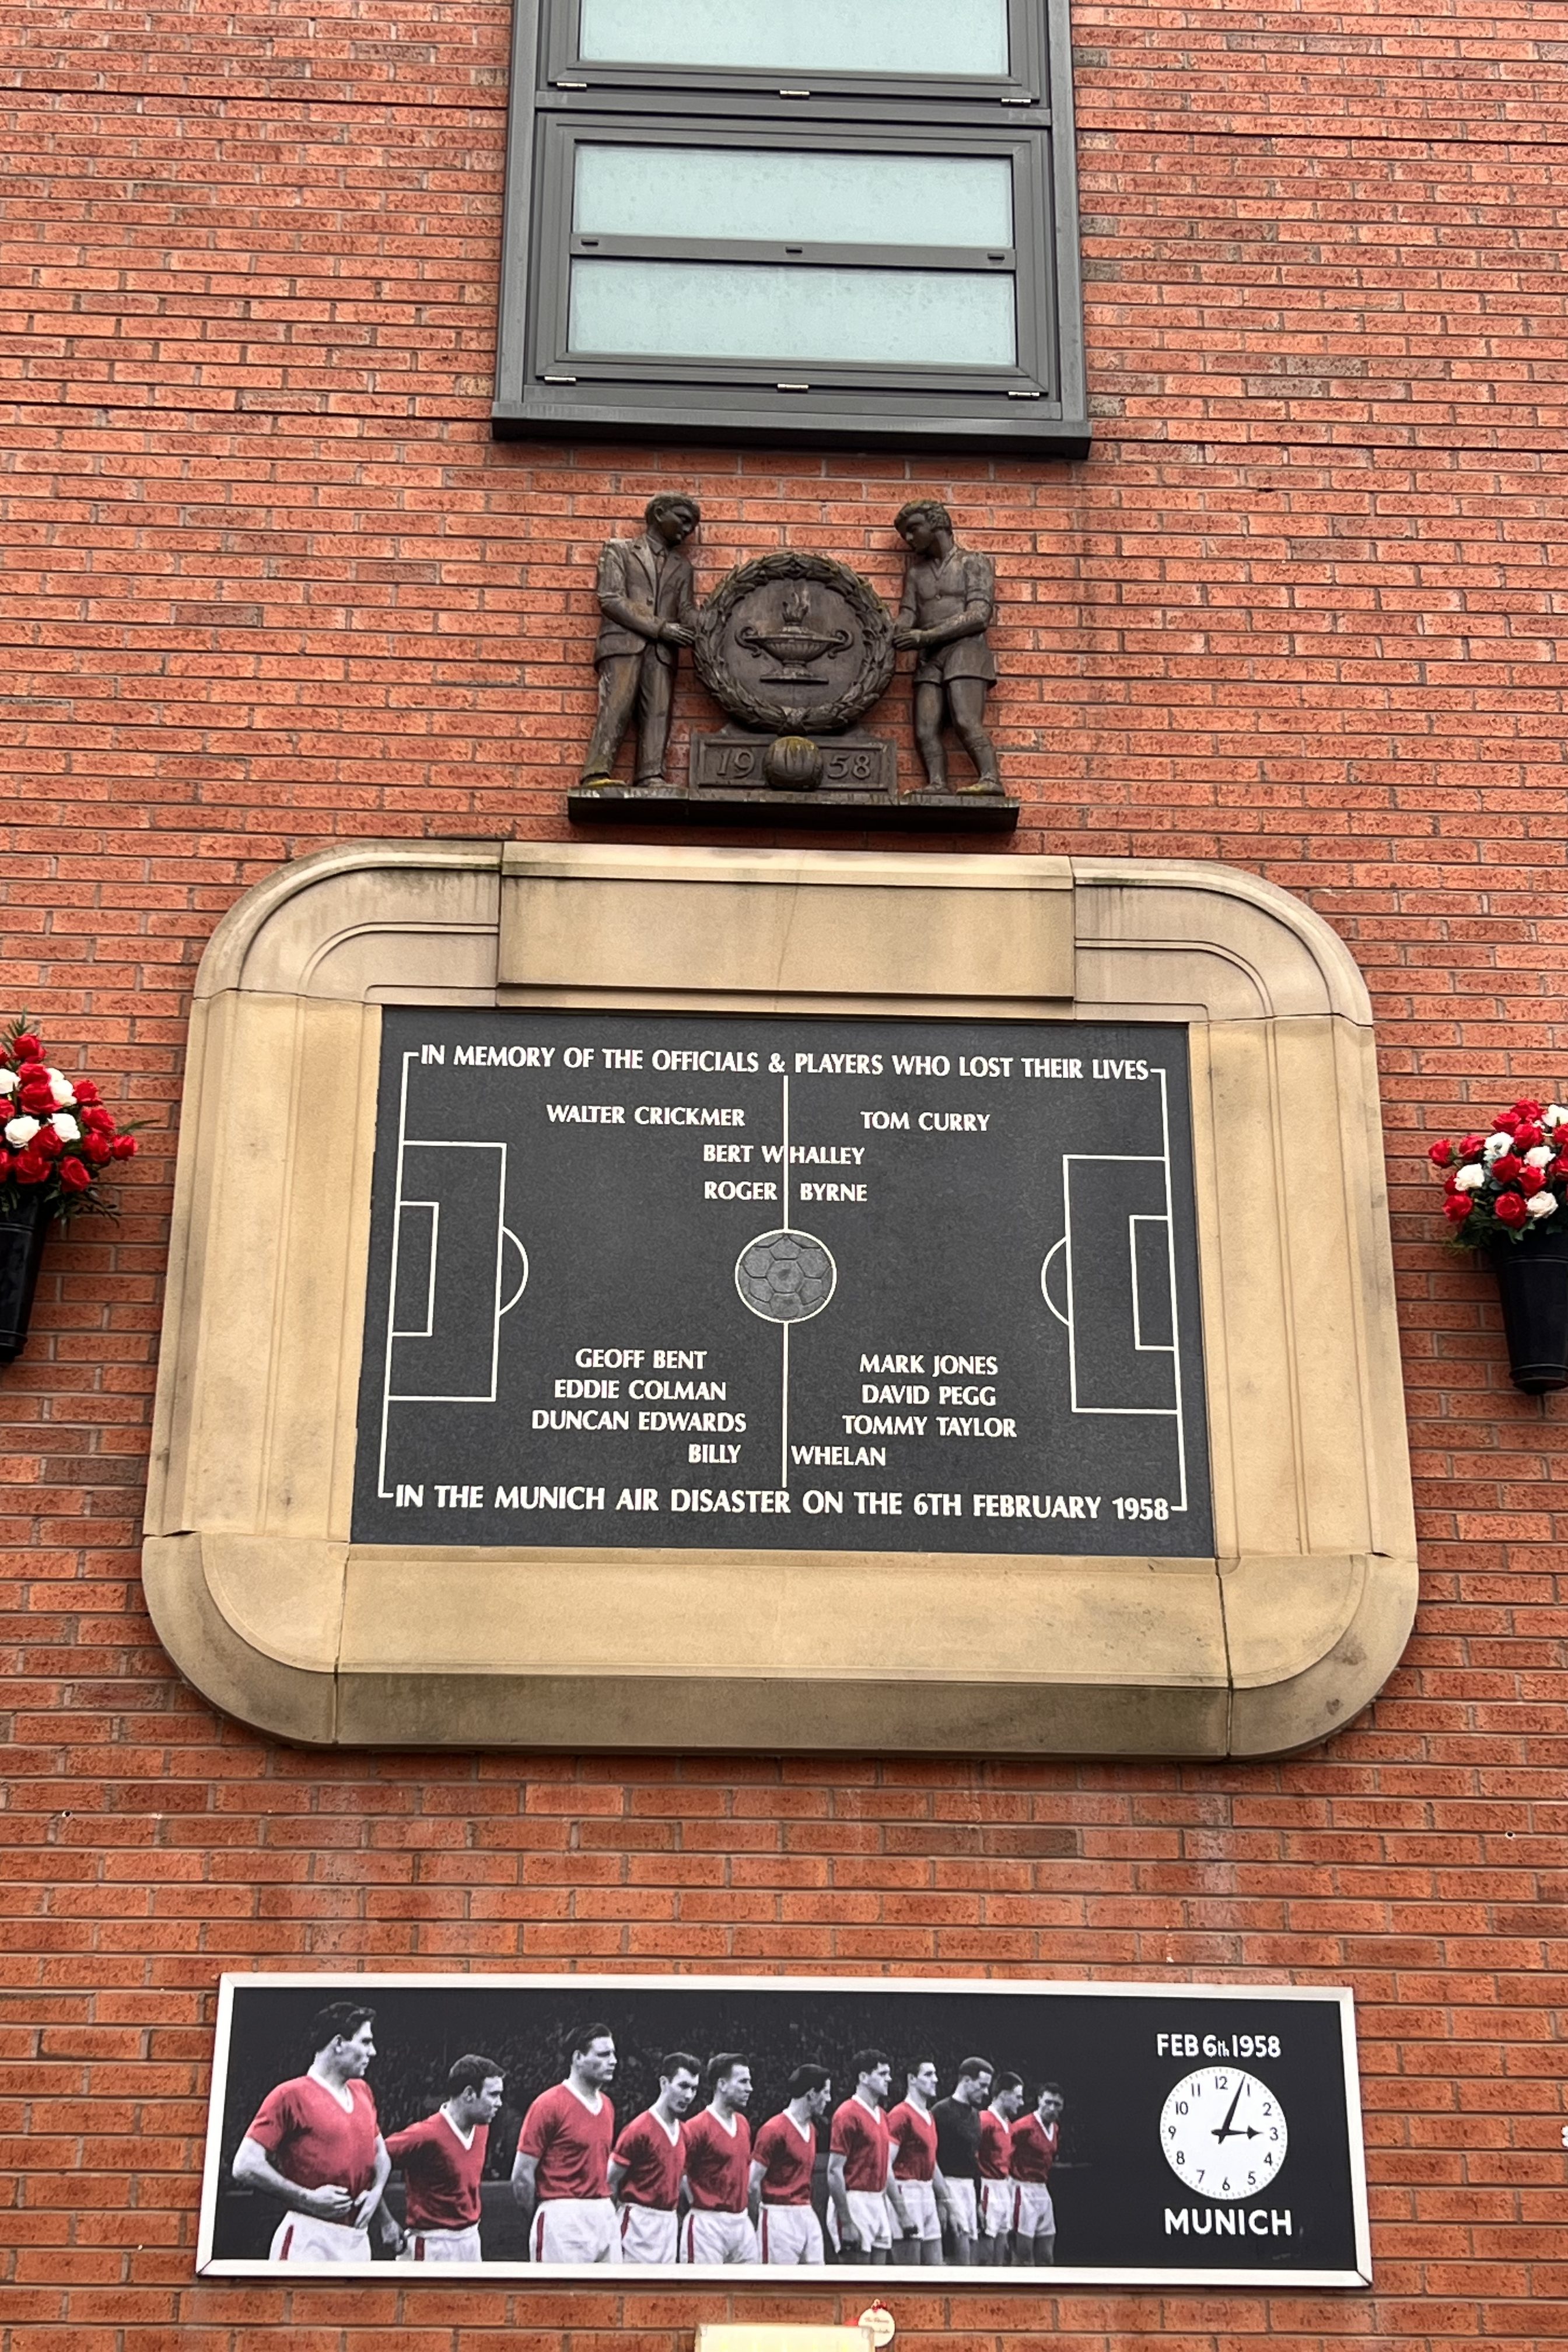 19 58
IN MEMORY OF THE OFFICIALS & PLAYERS WHO LOST THEIR LIVES
WALTER CRICKMER TOM CURRY
BERT WHALLEY
ROGER BYRNE
GEOFF BENT MARK JONES
EDDIE COLMAN DAVID PEGG
DUNCAN EDWARDS TOMMY TAYLOR
BILLY WHELAN
IN THE MUNICH AIR DISASTER ON THE 6TH FEBRUARY 1958
FEB 6th 1958
12 1 2 3 4 5 6 7 8 9 10 11
MUNICH